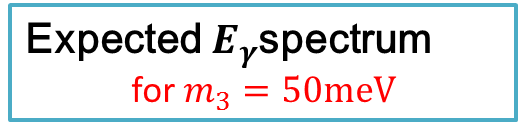 Expected Eᵧspectrum
for m₃ = 50meV